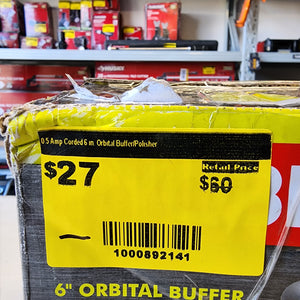 0.5 Amp Corded 6 in. Orbital Buffer/Polisher
$27
Retail Price
$60
1000892141
6" ORBITAL BUFFER